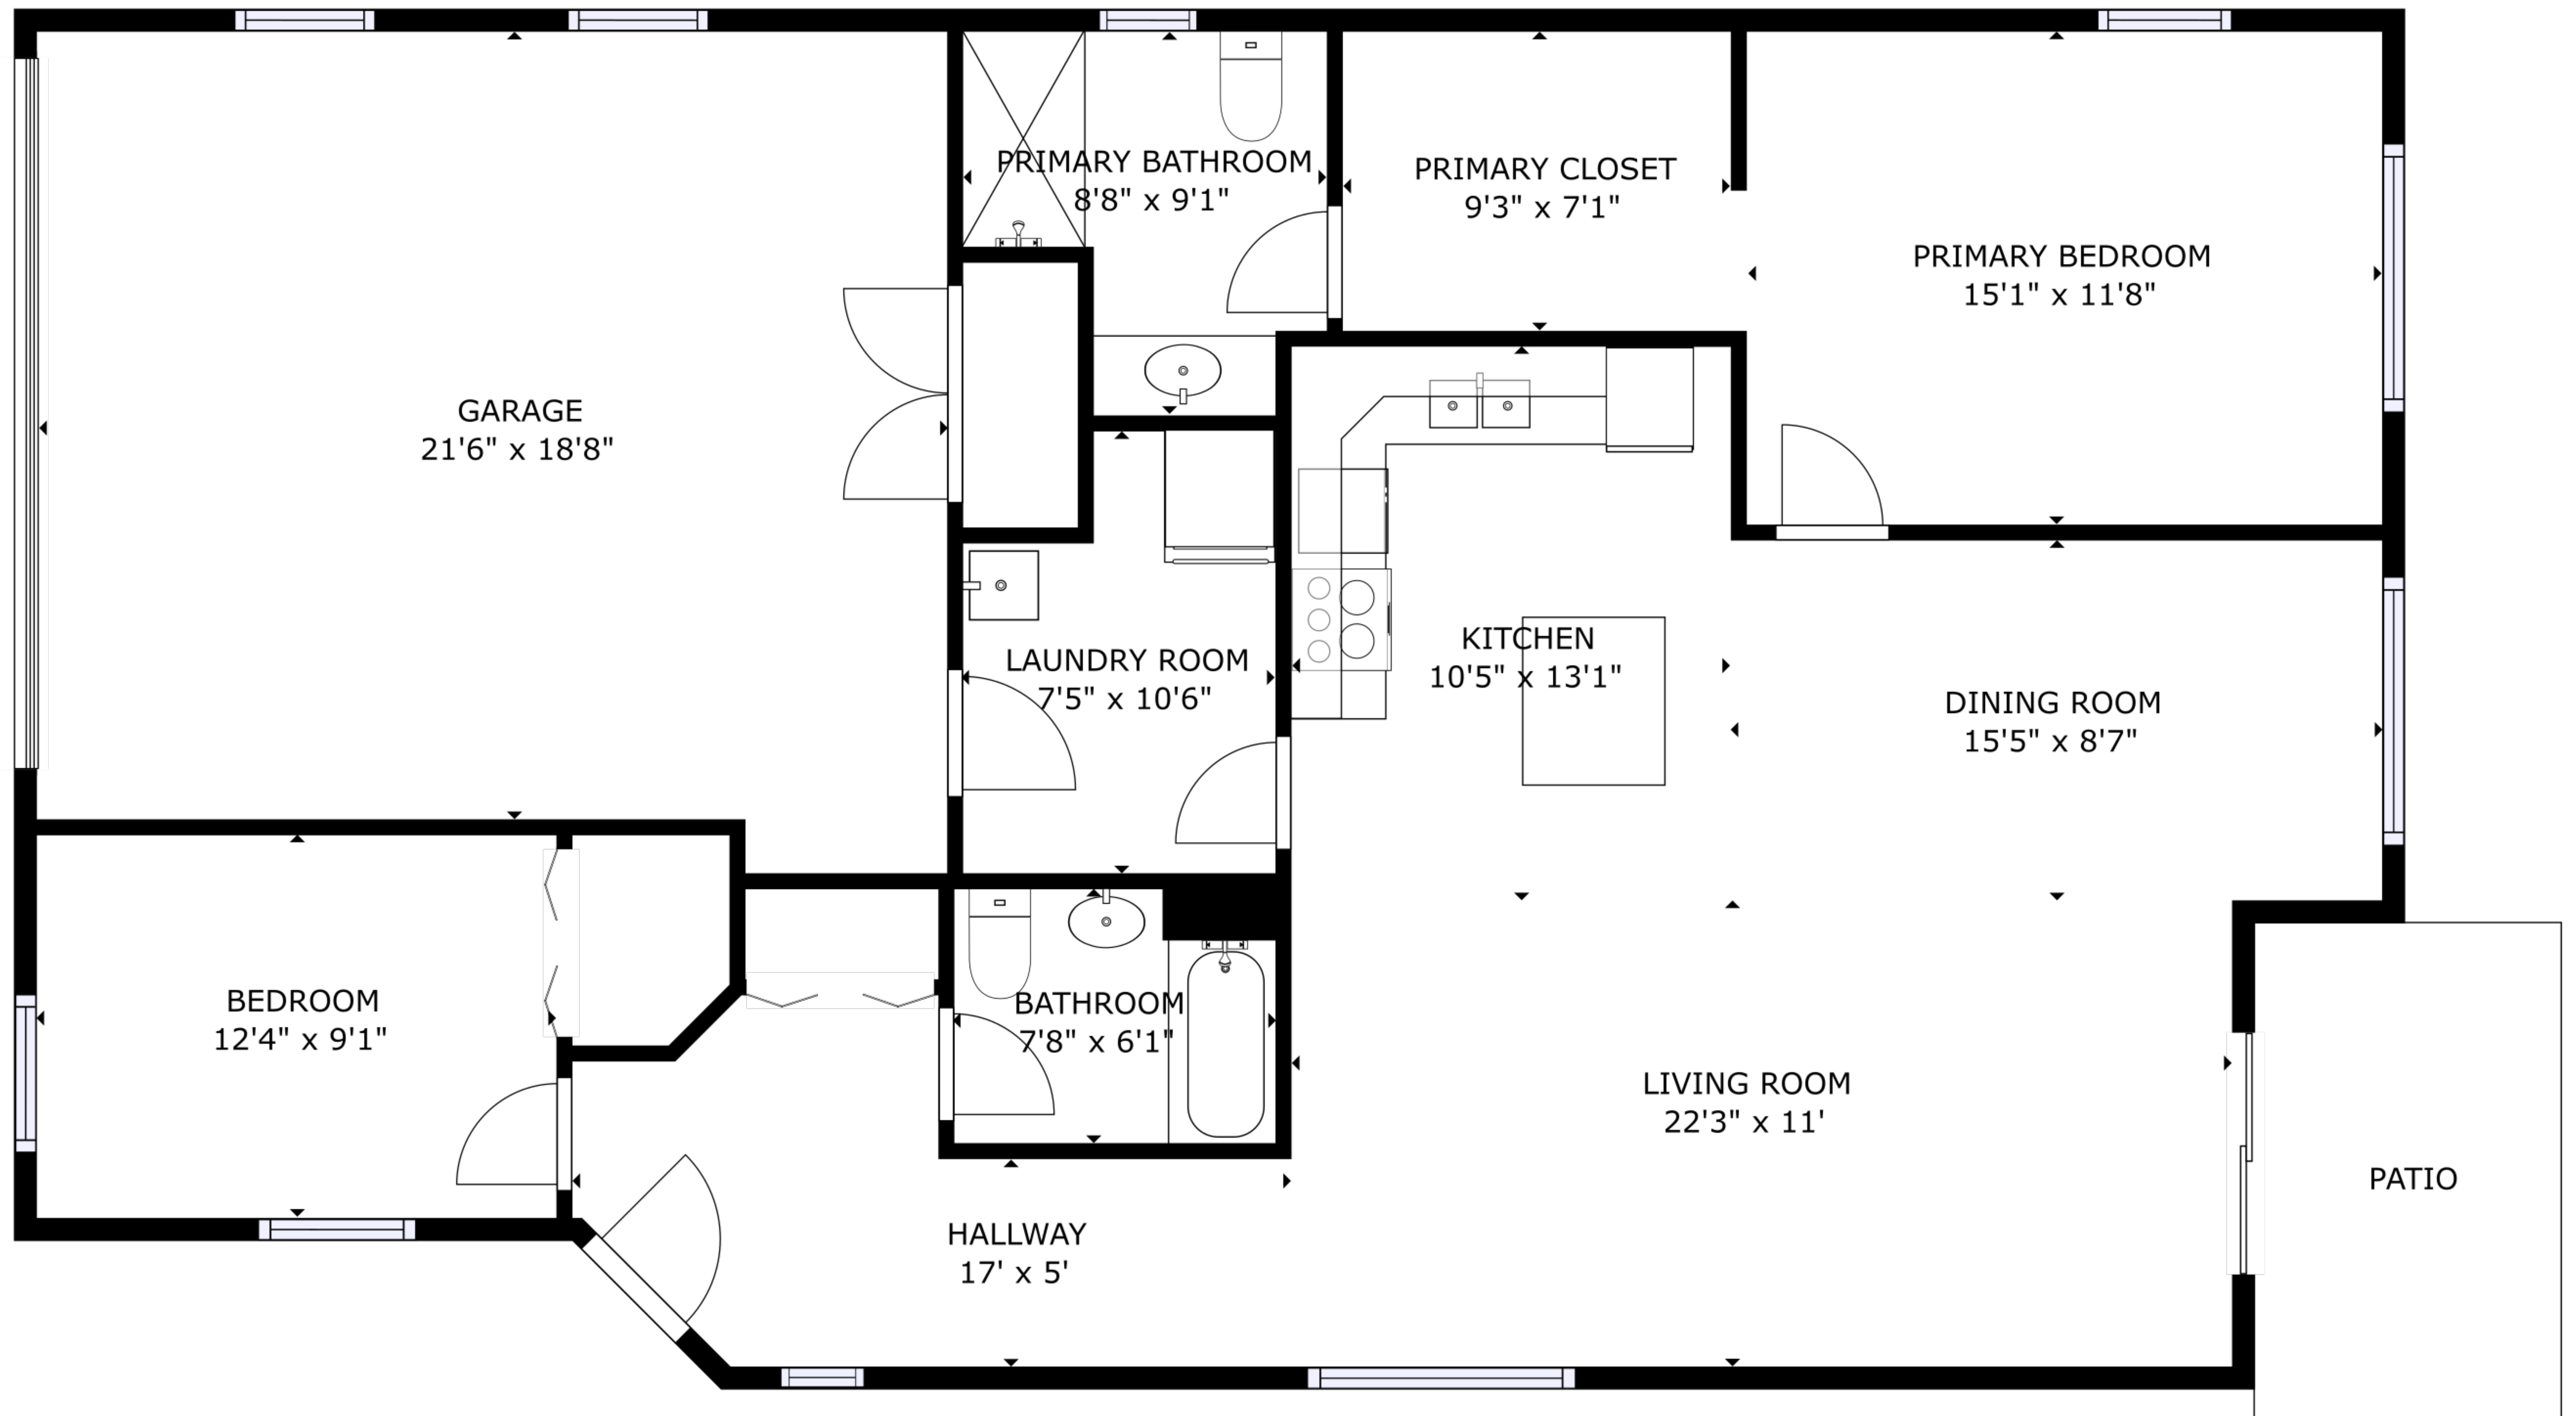 PRIMARY BATHROOM
8'8" x 9'1"
PRIMARY CLOSET
9'3" x 7'1"
PRIMARY BEDROOM
15'1" x 11'8"
GARAGE
21'6" x 18'8"
LAUNDRY ROOM
7'5" x 10'6"
KITCHEN
10'5" x 13'1"
DINING ROOM
15'5" x 8'7"
BEDROOM
12'4" x 9'1"
BATHROOM
7'8" x 6'1"
LIVING ROOM
22'3" x 11'
PATIO
HALLWAY
17' x 5'